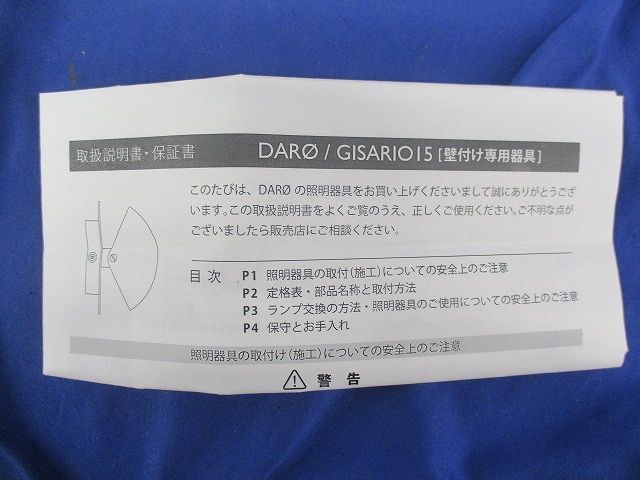 取扱説明書・保証書
DARØ / GISARIO15 [壁付け専用器具]
このたびは、DARØ の照明器具をお買い上げくださいまして誠にありがとうござ
います。この取扱説明書をよくご覧のうえ、正しくご使用ください。ご不明な点が
ございましたら販売店にご相談ください。
目 次 P1 照明器具の取付(施工)についての安全上のご注意
P2 定格表・部品名称と取付方法
P3 ランプ交換の方法・照明器具のご使用についての安全上のご注意
P4 保守とお手入れ
照明器具の取付け(施工)についての安全上のご注意
警 告